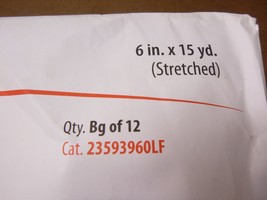 6 in. x 15 yd.
(Stretched)
Qty. Bg of 12
Cat. 23593960LF